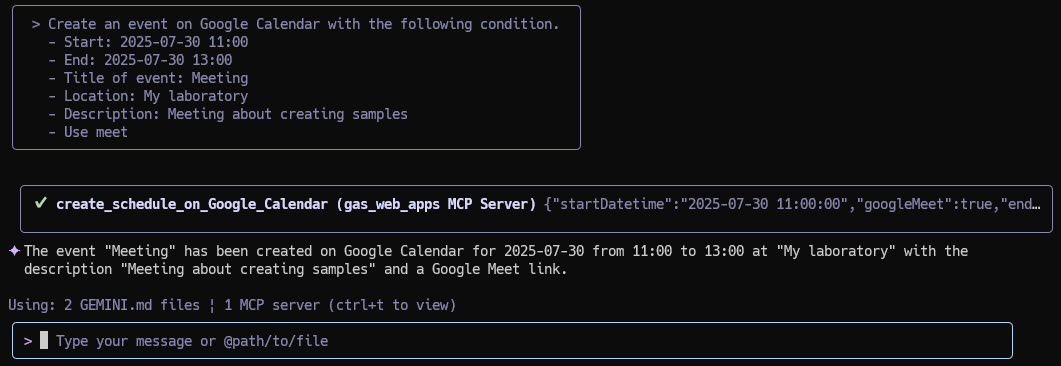 > Create an event on Google Calendar with the following condition.
- Start: 2025-07-30 11:00
- End: 2025-07-30 13:00
- Title of event: Meeting
- Location: My laboratory
- Description: Meeting about creating samples
- Use meet
✓ create_schedule_on_Google_Calendar (gas_web_apps MCP Server) {"startDatetime":"2025-07-30 11:00:00","googleMeet":true,"end…
✦ The event "Meeting" has been created on Google Calendar for 2025-07-30 from 11:00 to 13:00 at "My laboratory" with the
description "Meeting about creating samples" and a Google Meet link.
Using: 2 GEMINI.md files ¦ 1 MCP server (ctrl+t to view)
> Type your message or @path/to/file